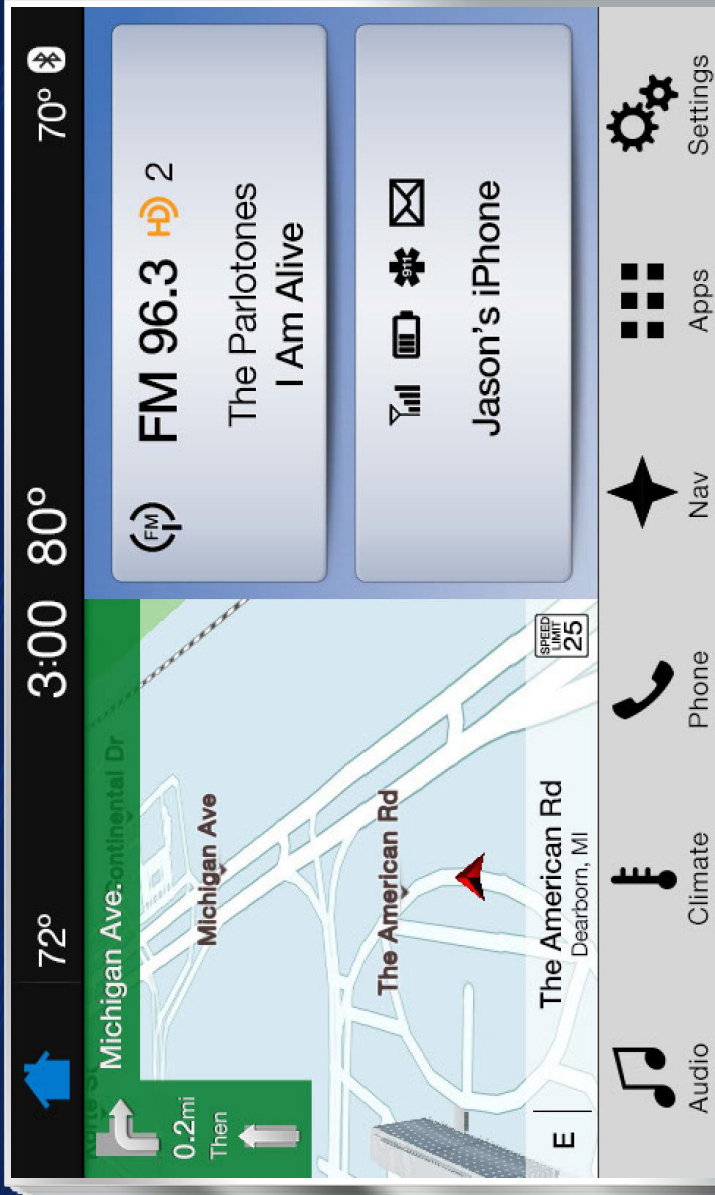 72°
3:00 80°
70°
Michigan Ave.
0.2mi
Then
Continental Dr
Michigan Ave
The American Rd
E
The American Rd
Dearborn, MI
SPEED
LIMIT
25
FM
FM 96.3 HD 2
The Parlotones
I Am Alive
911
Jason's iPhone
Audio
Climate
Phone
Nav
Apps
Settings